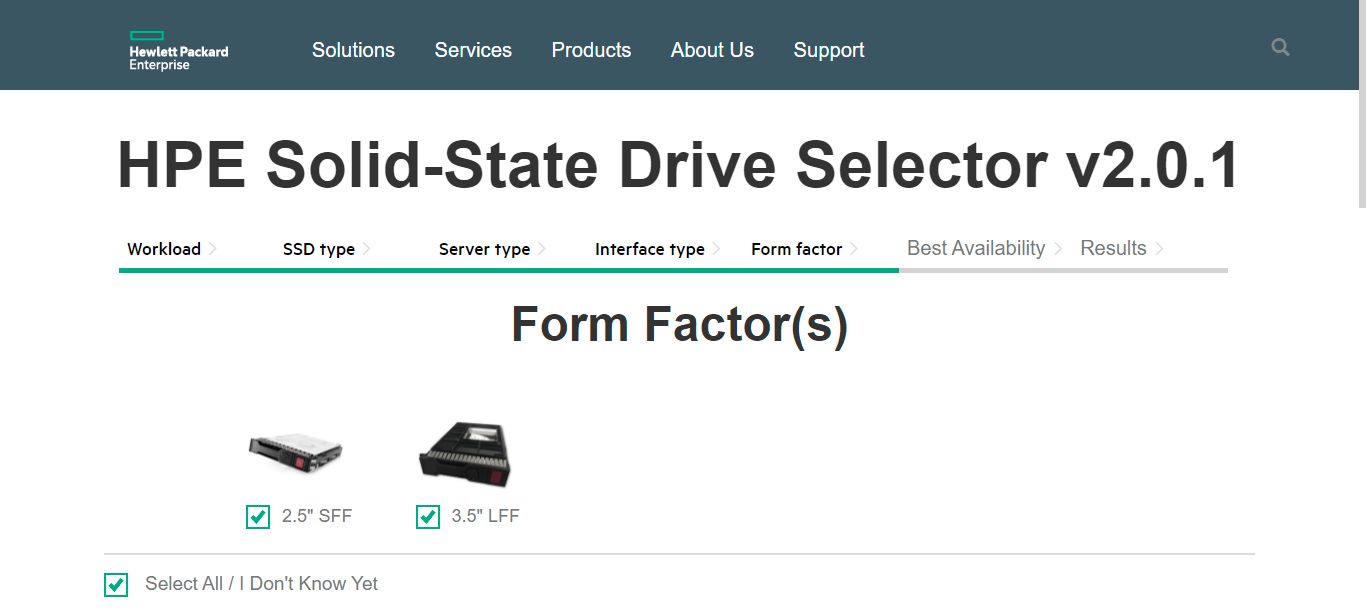 Hewlett Packard
Enterprise
Solutions Services Products About Us Support
HPE Solid-State Drive Selector v2.0.1
Workload SSD type Server type Interface type Form factor Best Availability Results
Form Factor(s)
2.5" SFF 3.5" LFF
Select All / I Don't Know Yet